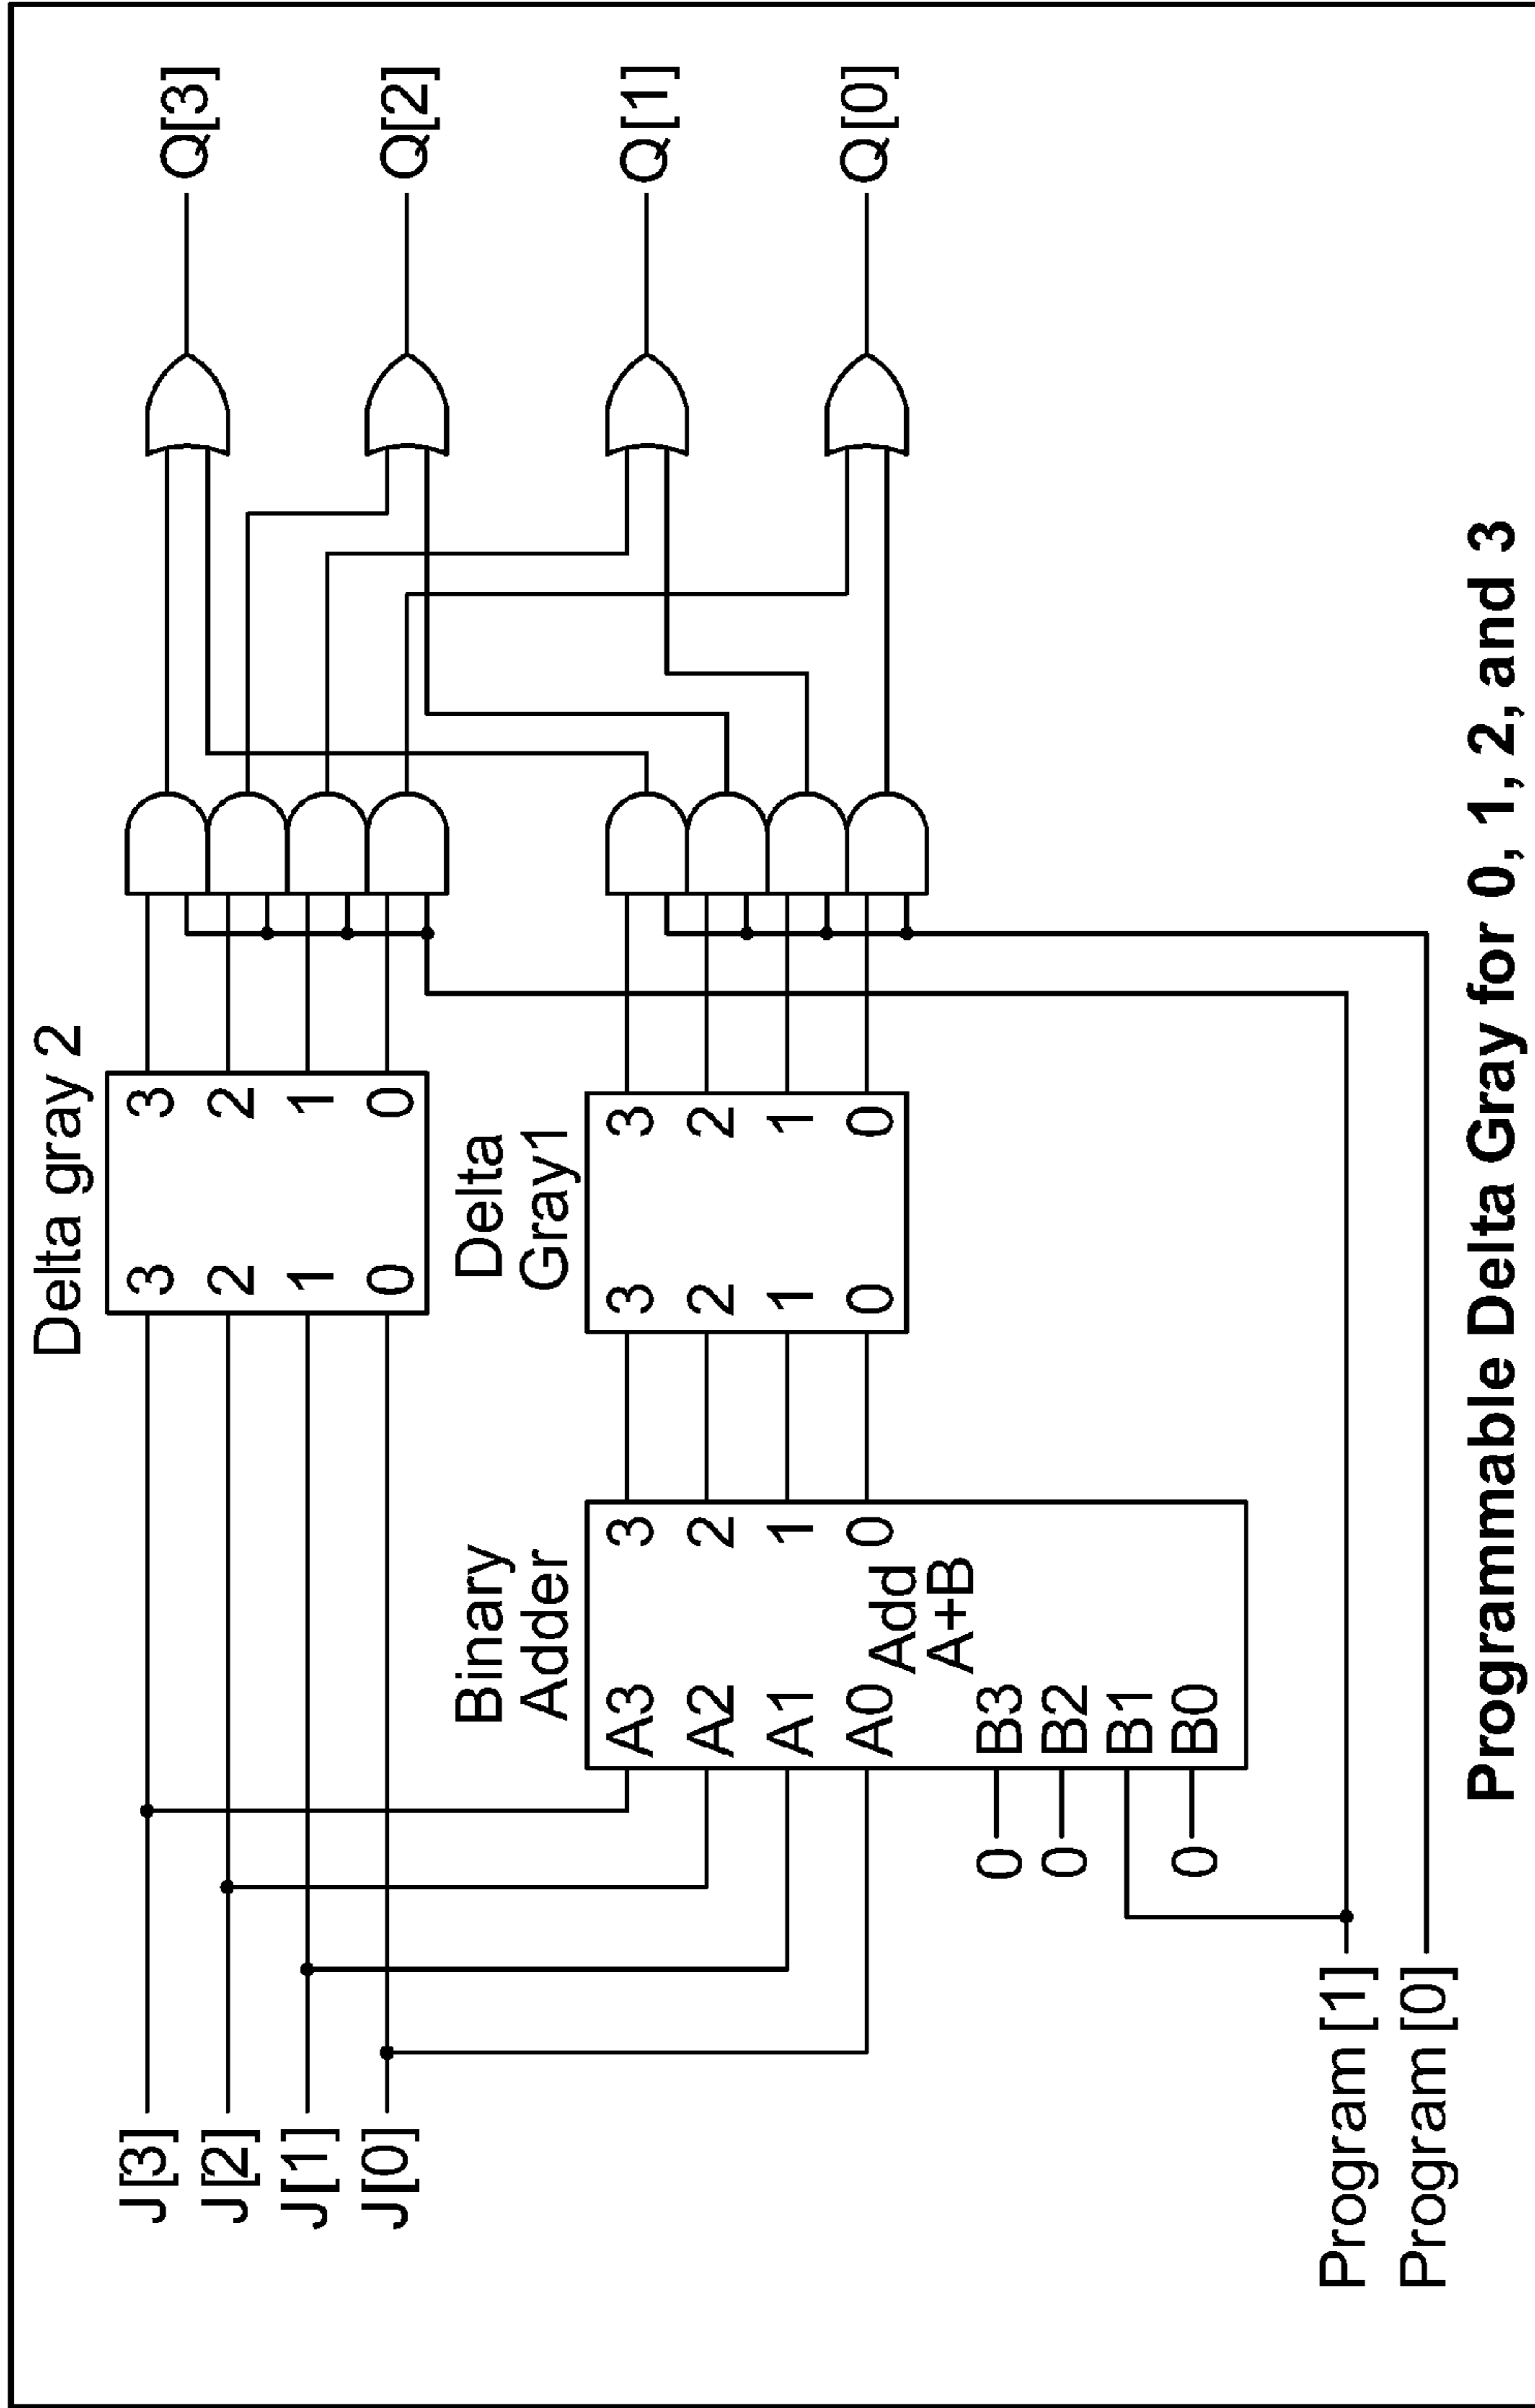 Delta gray 2
J[3]
J[2]
J[1]
J[0]
3 3
2 2
1 1
0 0
Q[3]
Q[2]
Q[1]
Q[0]
Binary
Adder
A3 3
A2 2
A1 1
A0 0
Add
A+B
B3
B2
B1
B0
0
0
0
Delta
Gray1
3 3
2 2
1 1
0 0
Program [1]
Program [0]
Programmable Delta Gray for 0, 1, 2, and 3